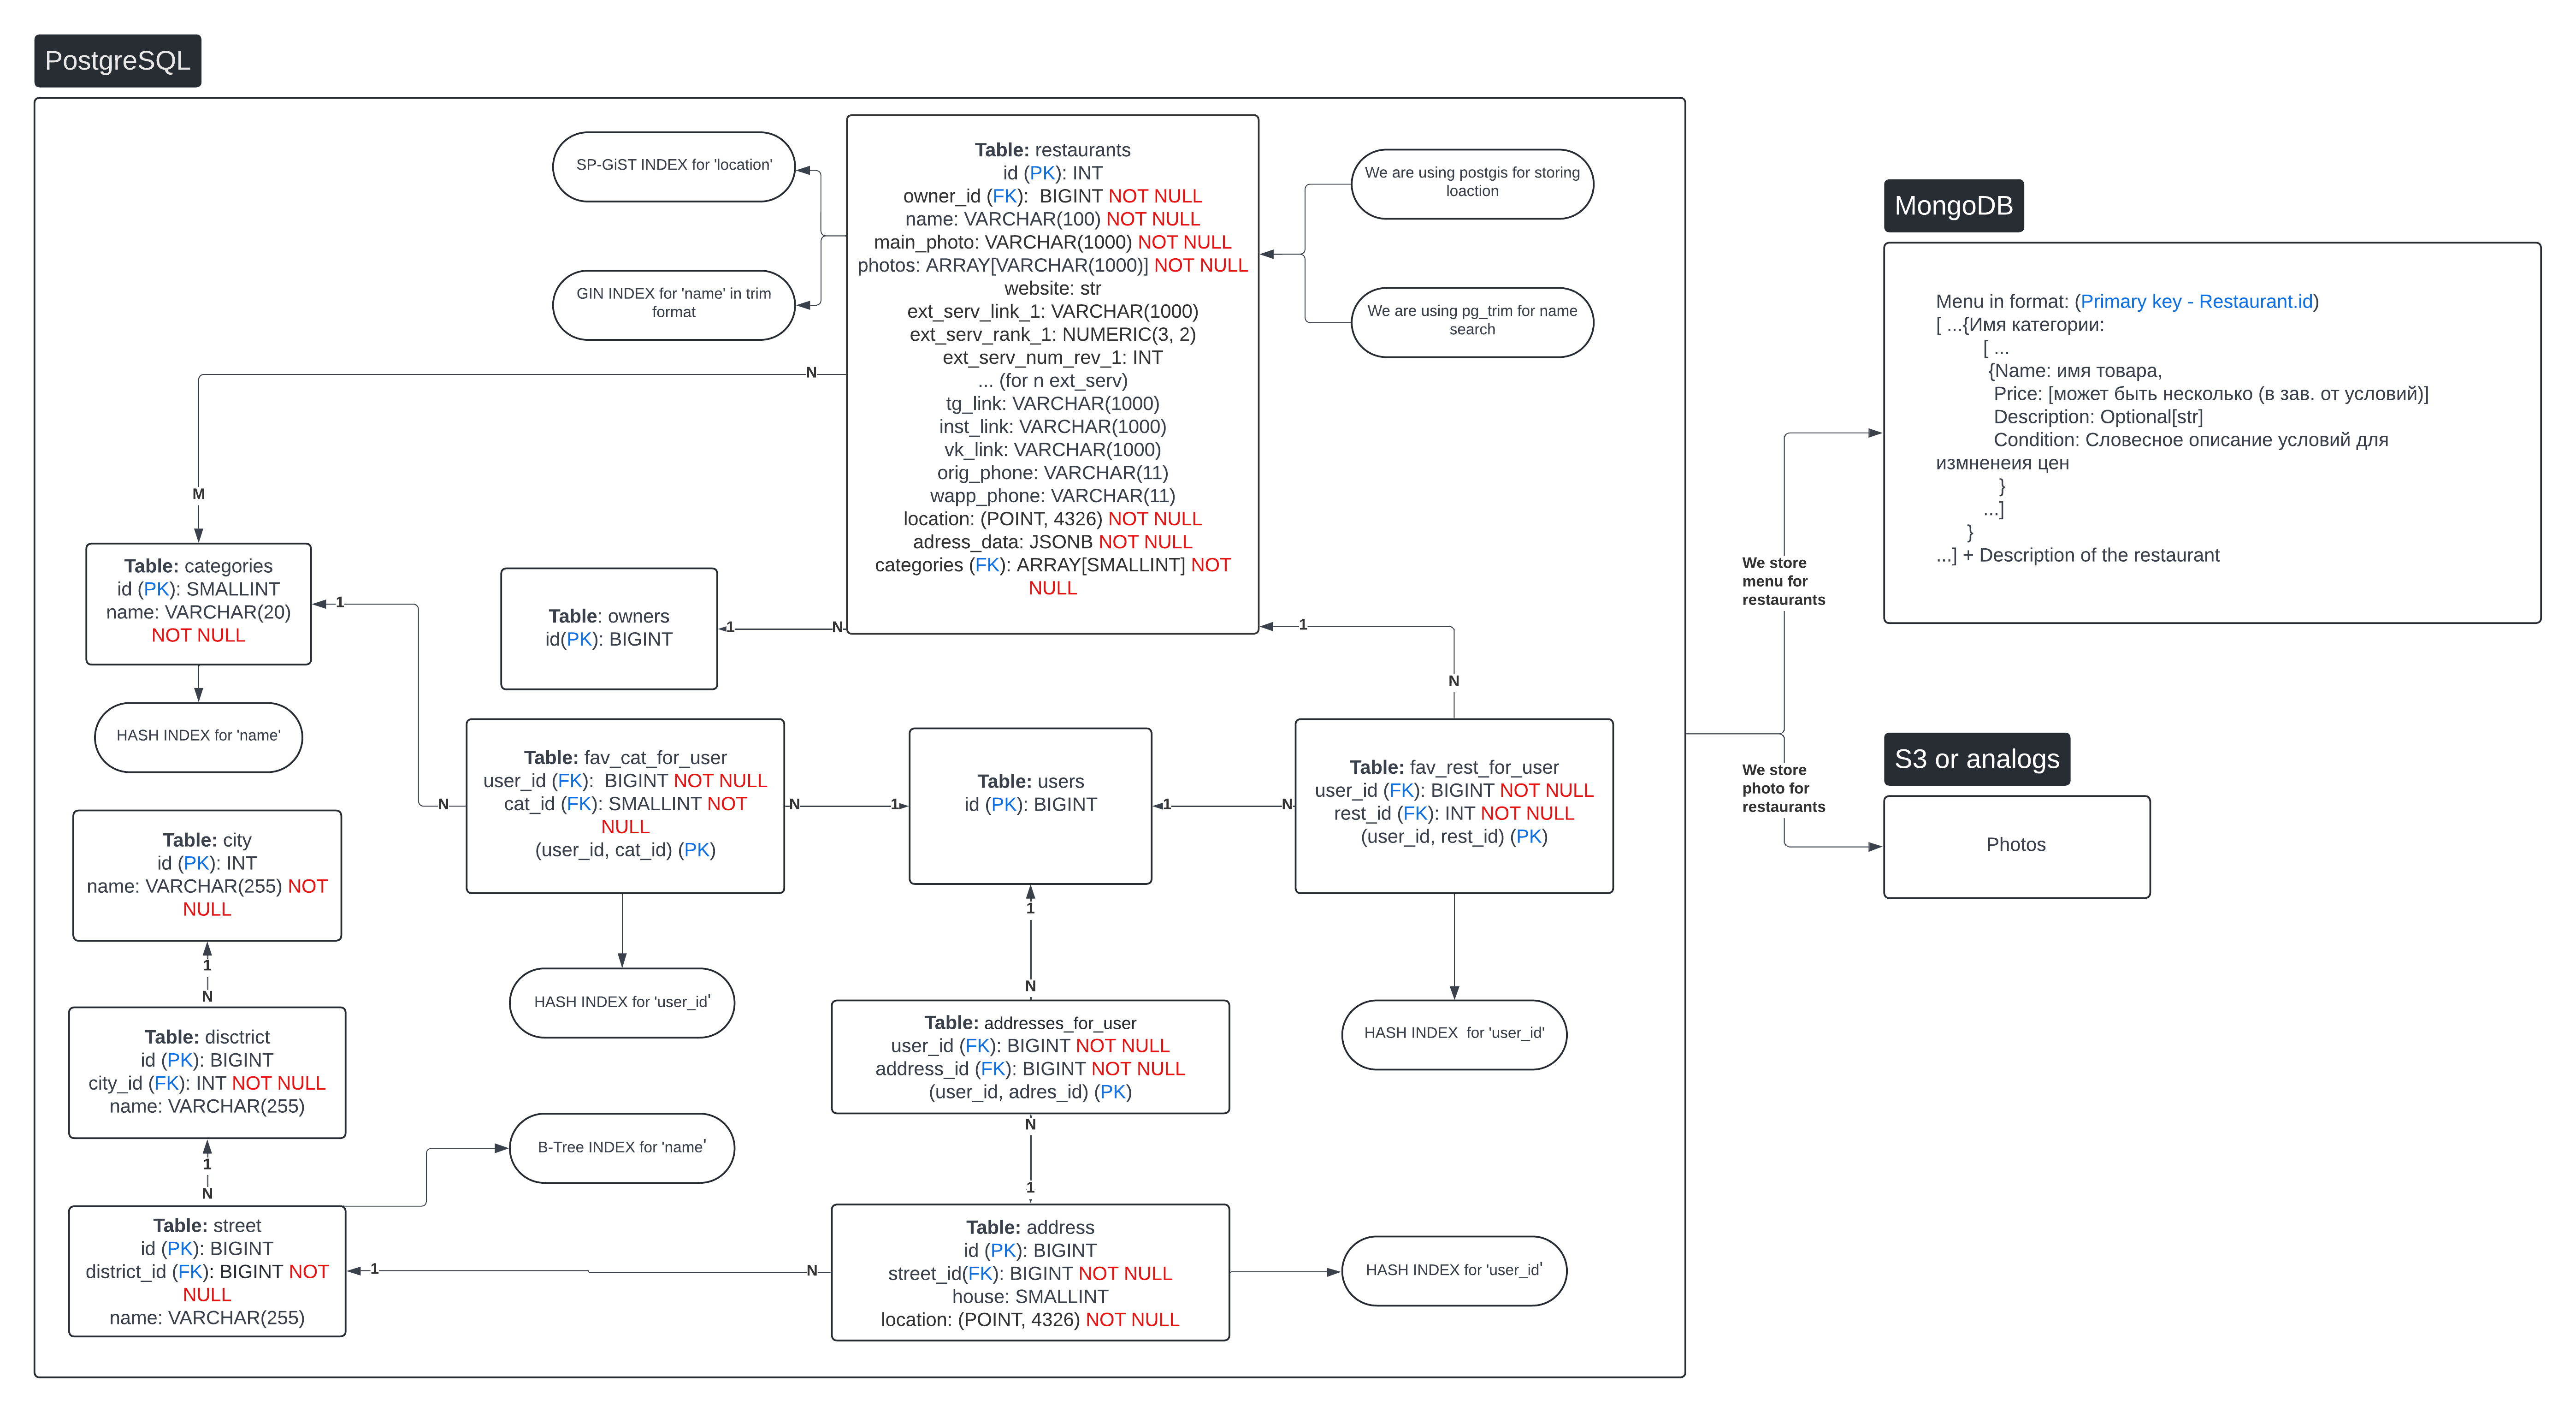 PostgreSQL
SP-GiST INDEX for 'location'
GIN INDEX for 'name' in trim
format
Table: restaurants
id (PK): INT
owner_id (FK):  BIGINT NOT NULL
name: VARCHAR(100) NOT NULL
main_photo: VARCHAR(1000) NOT NULL
photos: ARRAY[VARCHAR(1000)] NOT NULL
website: str
ext_serv_link_1: VARCHAR(1000)
ext_serv_rank_1: NUMERIC(3, 2)
ext_serv_num_rev_1: INT
... (for n ext_serv)
tg_link: VARCHAR(1000)
inst_link: VARCHAR(1000)
vk_link: VARCHAR(1000)
orig_phone: VARCHAR(11)
wapp_phone: VARCHAR(11)
location: (POINT, 4326) NOT NULL
adress_data: JSONB NOT NULL
categories (FK): ARRAY[SMALLINT] NOT
NULL
We are using postgis for storing
loaction
We are using pg_trim for name
search
N
M
Table: categories
id (PK): SMALLINT
name: VARCHAR(20)
NOT NULL
1
HASH INDEX for 'name'
Table: owners
id(PK): BIGINT
1
N
1
N
Table: fav_cat_for_user
user_id (FK):  BIGINT NOT NULL
cat_id (FK): SMALLINT NOT
NULL
(user_id, cat_id) (PK)
N
N
1
Table: users
id (PK): BIGINT
1
N
Table: fav_rest_for_user
user_id (FK): BIGINT NOT NULL
rest_id (FK): INT NOT NULL
(user_id, rest_id) (PK)
HASH INDEX for 'user_id'
HASH INDEX  for 'user_id'
Table: city
id (PK): INT
name: VARCHAR(255) NOT
NULL
1
N
Table: disctrict
id (PK): BIGINT
city_id (FK): INT NOT NULL
name: VARCHAR(255)
1
N
Table: street
id (PK): BIGINT
district_id (FK): BIGINT NOT
NULL
name: VARCHAR(255)
B-Tree INDEX for 'name'
1
N
1
N
Table: addresses_for_user
user_id (FK): BIGINT NOT NULL
address_id (FK): BIGINT NOT NULL
(user_id, adres_id) (PK)
N
1
Table: address
id (PK): BIGINT
street_id(FK): BIGINT NOT NULL
house: SMALLINT
location: (POINT, 4326) NOT NULL
HASH INDEX for 'user_id'
We store
menu for
restaurants
We store
photo for
restaurants
MongoDB
Menu in format: (Primary key - Restaurant.id)
[ ...{Имя категории:
[ ...
{Name: имя товара,
Price: [может быть несколько (в зав. от условий)]
Description: Optional[str]
Condition: Словесное описание условий для
измненеия цен
}
...]
}
...] + Description of the restaurant
S3 or analogs
Photos